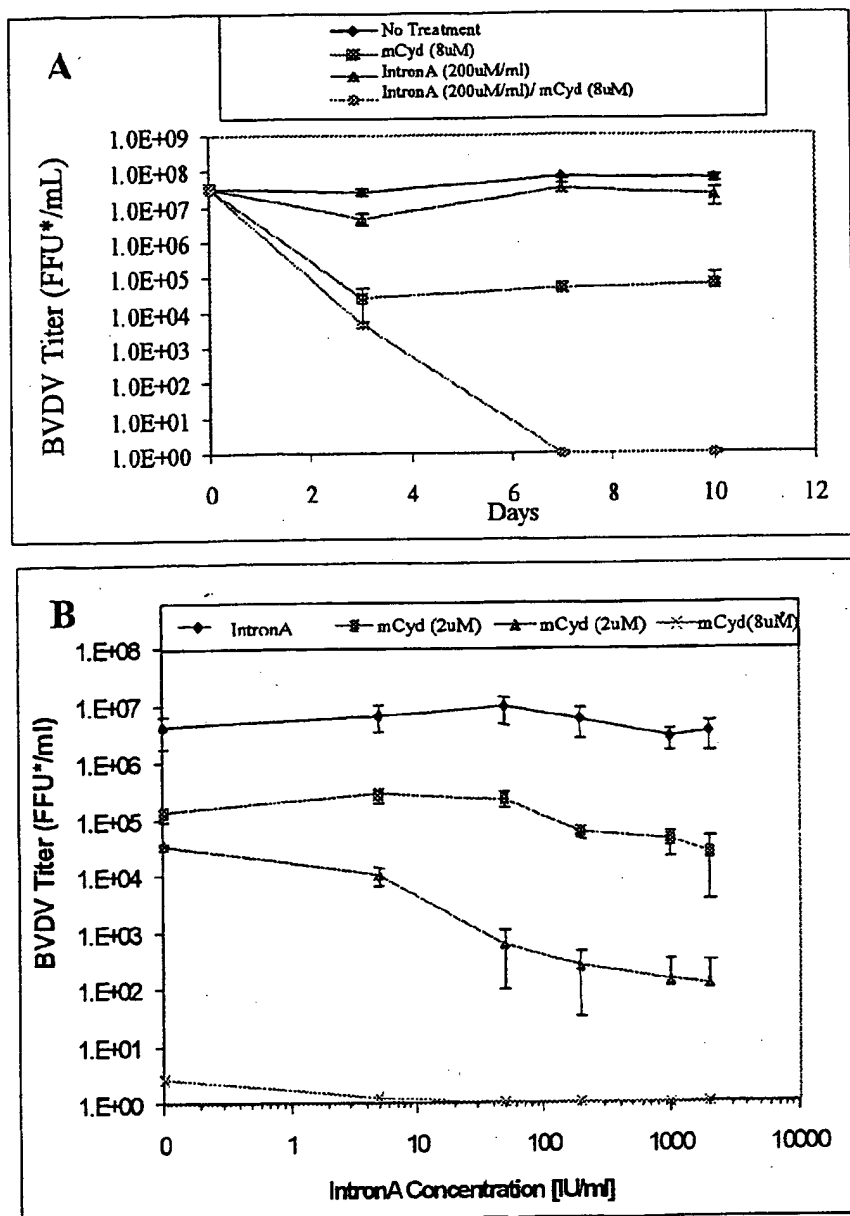 A
No Treatment
mCyd (8uM)
IntronA (200uM/ml)
IntronA (200uM/ml)/ mCyd (8uM)
BVDV Titer (FFU*/mL)
1.0E+09
1.0E+08
1.0E+07
1.0E+06
1.0E+05
1.0E+04
1.0E+03
1.0E+02
1.0E+01
1.0E+00
0 2 4 6 8 10 12
Days
B
IntronA mCyd (2uM) mCyd (2uM) mCyd(8uM)
BVDV Titer (FFU*/ml)
1.E+08
1.E+07
1.E+06
1.E+05
1.E+04
1.E+03
1.E+02
1.E+01
1.E+00
0 1 10 100 1000 10000
IntronA Concentration [IU/ml]